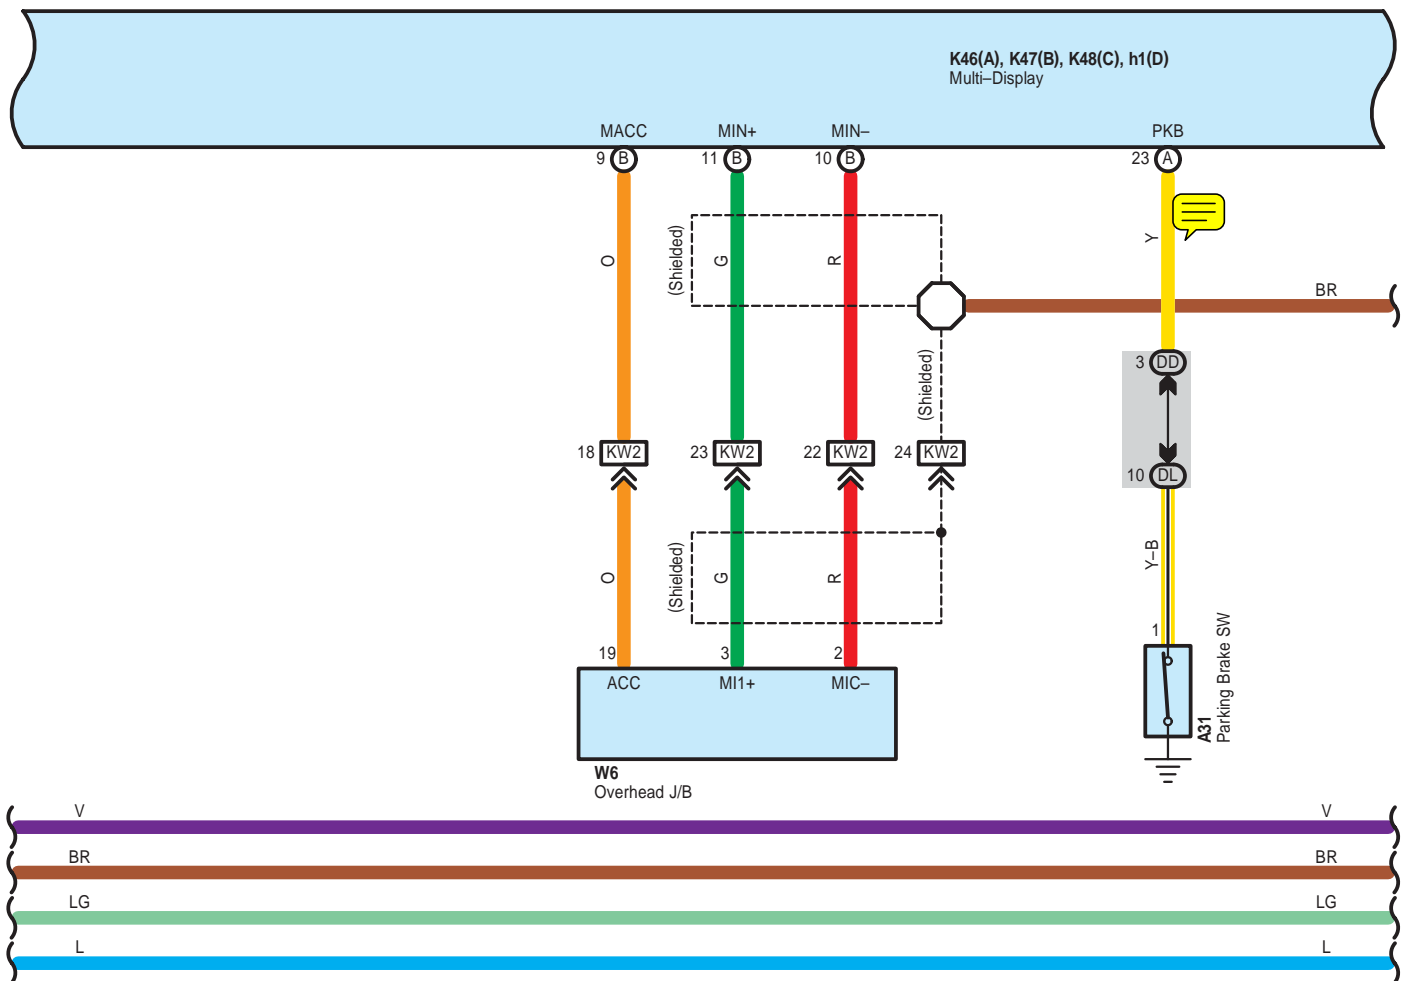 K46(A), K47(B), K48(C), h1(D)
Multi–Display
MACC MIN+ MIN– PKB
9 B 11 B 10 B 23 A
(Shielded)
O G R Y
BR
(Shielded)
3 DD
18 KW2 23 KW2 22 KW2 24 KW2
10 DL
(Shielded)
O G R Y–B
19 3 2 1
ACC MI1+ MIC–
A31
Parking Brake SW
W6
Overhead J/B
V V
BR BR
LG LG
L L